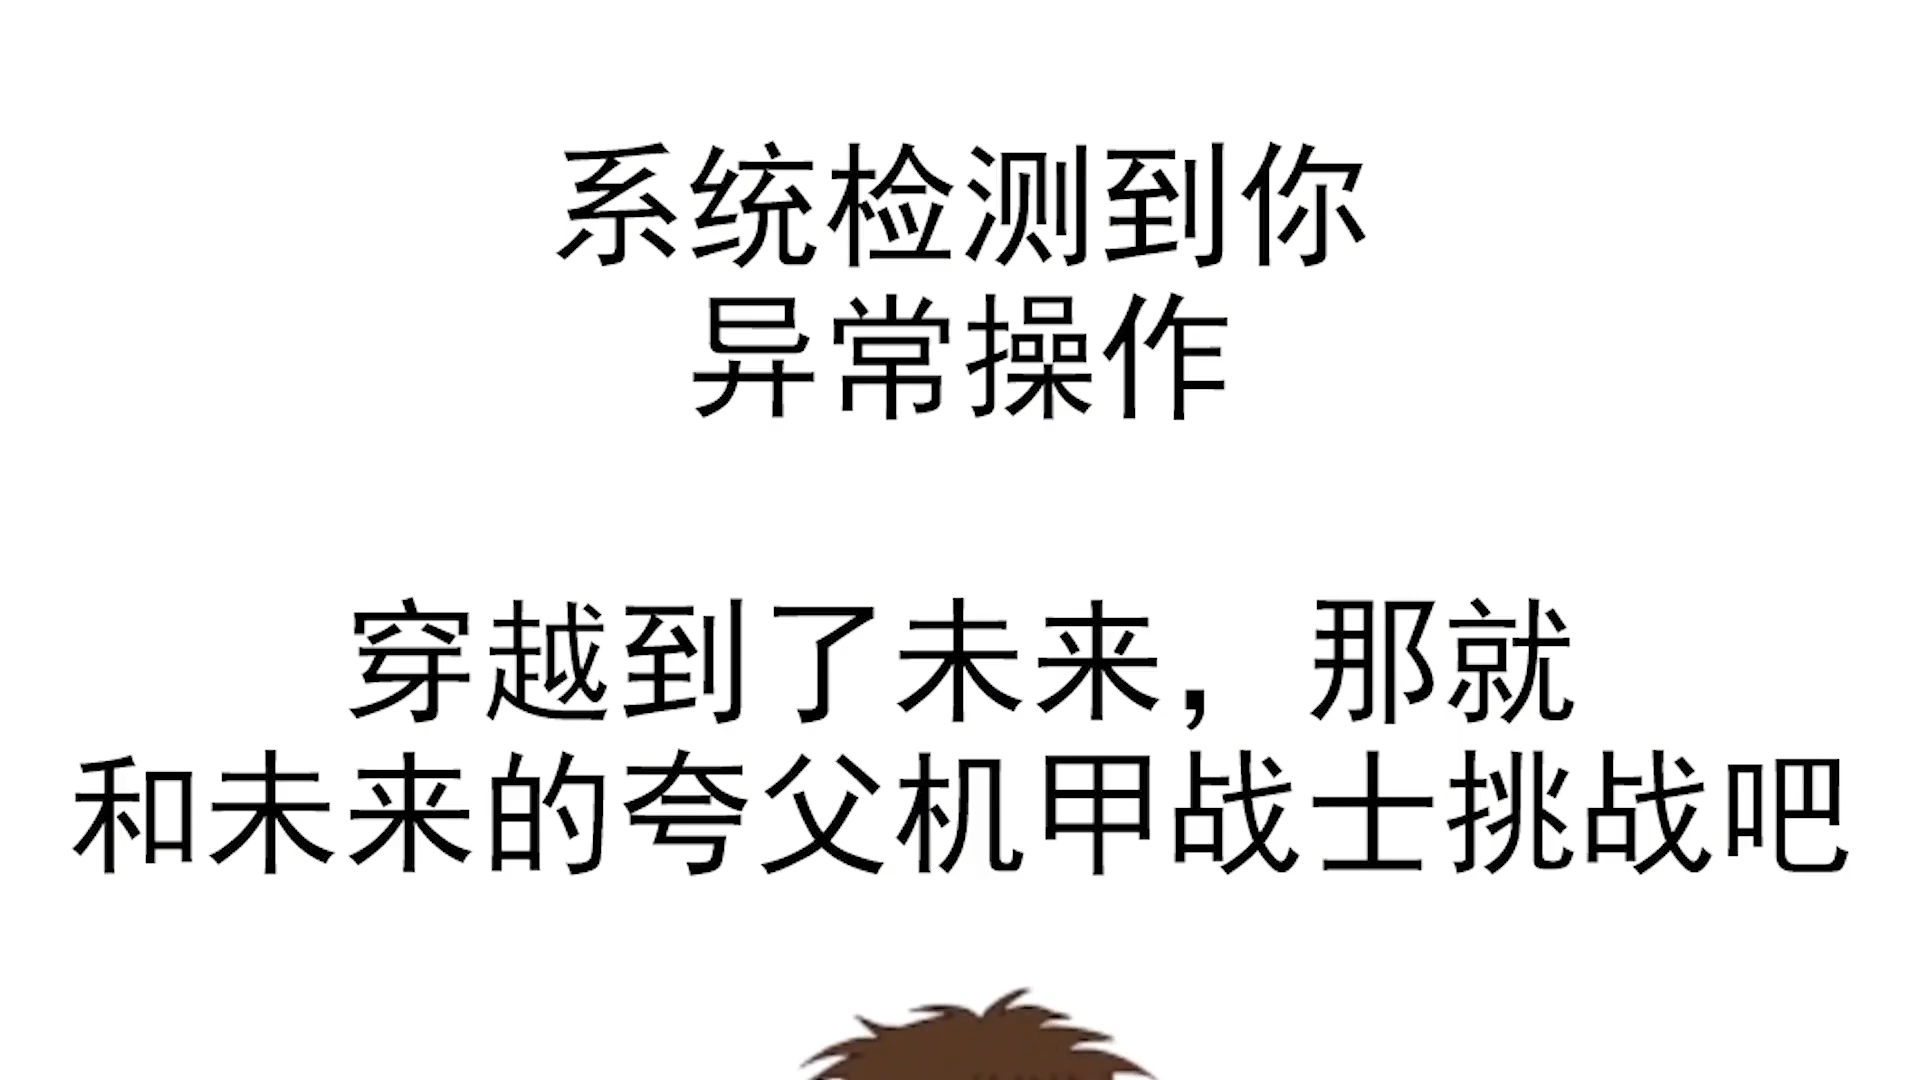 系统检测到你
异常操作
穿越到了未来，那就
和未来的夸父机甲战士挑战吧